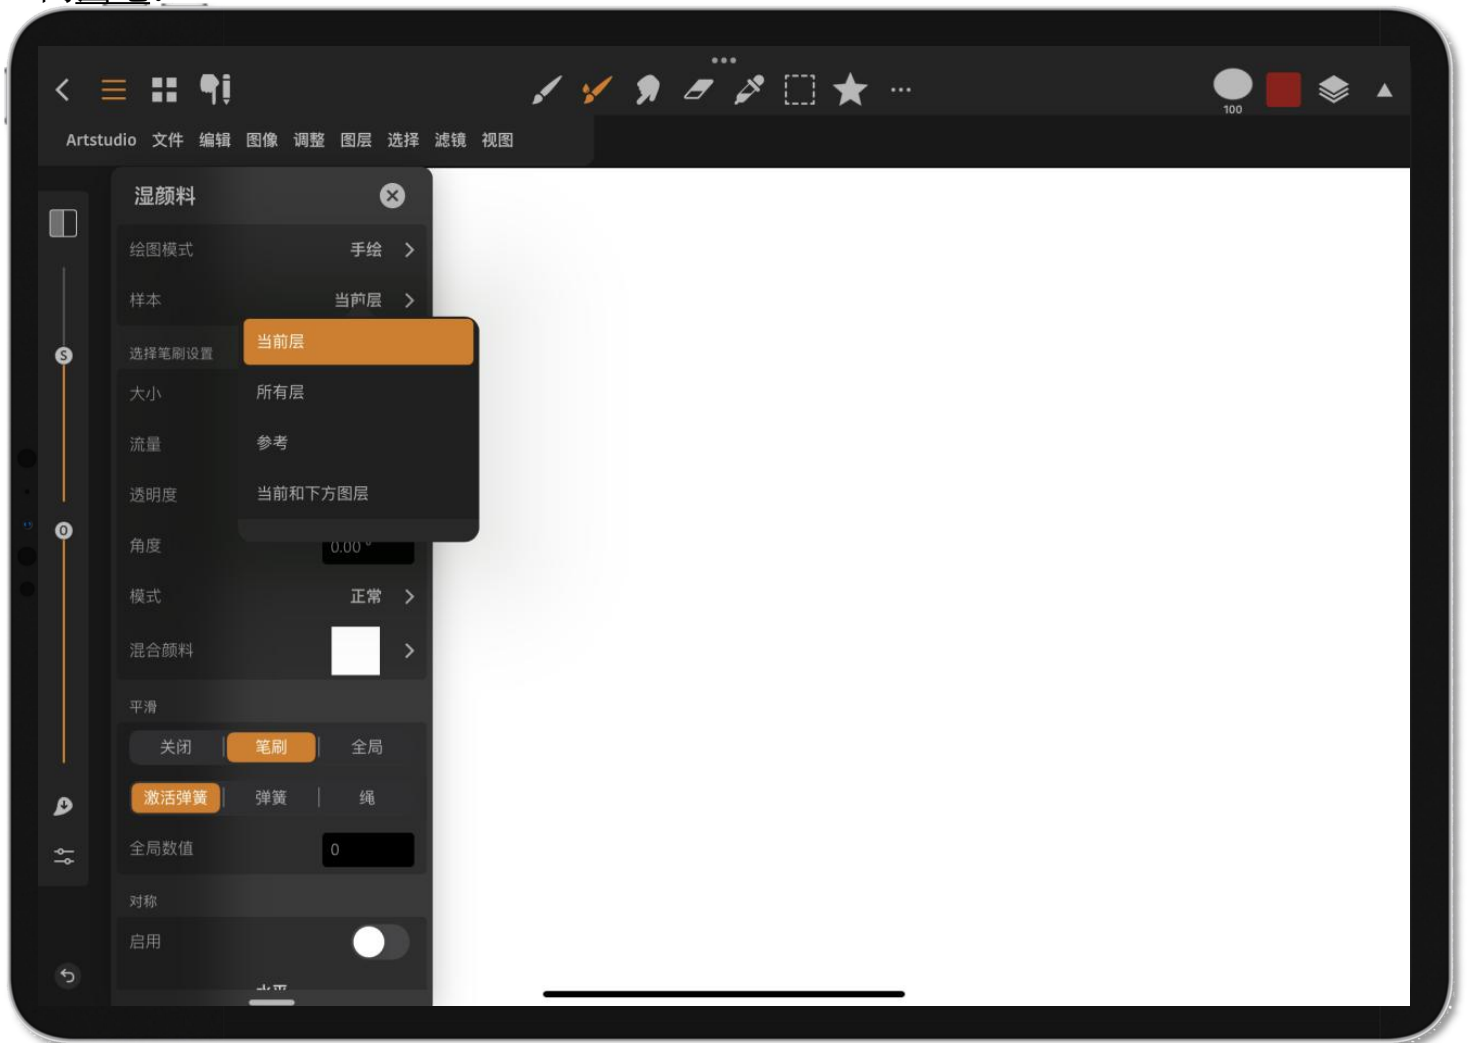 100
Artstudio 文件 编辑 图像 调整 图层 选择 滤镜 视图
湿颜料
绘图模式 手绘
样本 当前层
当前层
选择笔刷设置
S
所有层
大小
参考
流量
当前和下方图层
透明度
O
角度 0.00 °
模式 正常
混合颜料
平滑
关闭 笔刷 全局
激活弹簧 弹簧 绳
全局数值 0
对称
启用